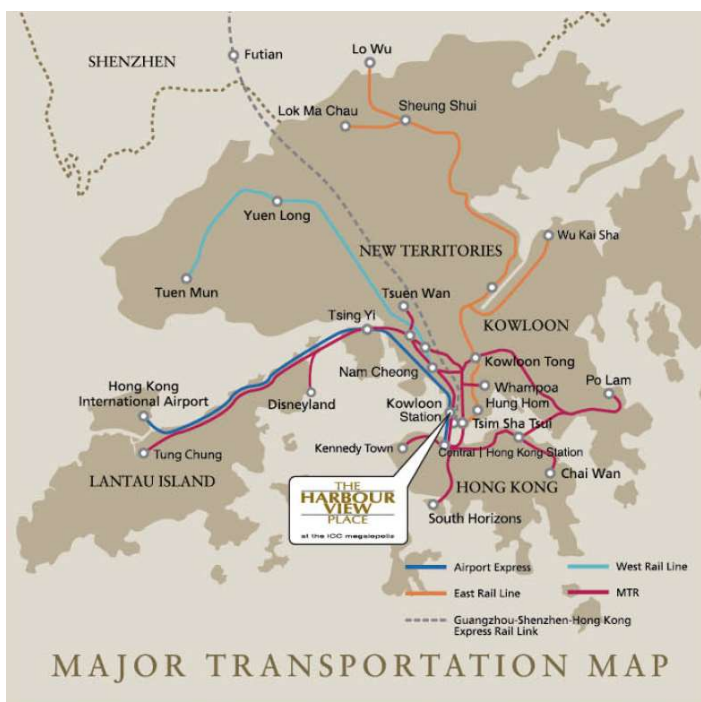 SHENZHEN
Futian
Lo Wu
Lok Ma Chau
Sheung Shui
Yuen Long
NEW TERRITORIES
Wu Kai Sha
Tuen Mun
Tsuen Wan
Tsing Yi
KOWLOON
Nam Cheong
Kowloon Tong
Hong Kong
International Airport
Disneyland
Kowloon
Station
Whampoa
Po Lam
Hung Hom
Tsim Sha Tsui
Kennedy Town
Central | Hong Kong Station
Tung Chung
Chai Wan
LANTAU ISLAND
THE
HARBOUR
VIEW
PLACE
at the ICC megalopolis
HONG KONG
South Horizons
Airport Express
West Rail Line
East Rail Line
MTR
Guangzhou-Shenzhen-Hong Kong
Express Rail Link
MAJOR TRANSPORTATION MAP